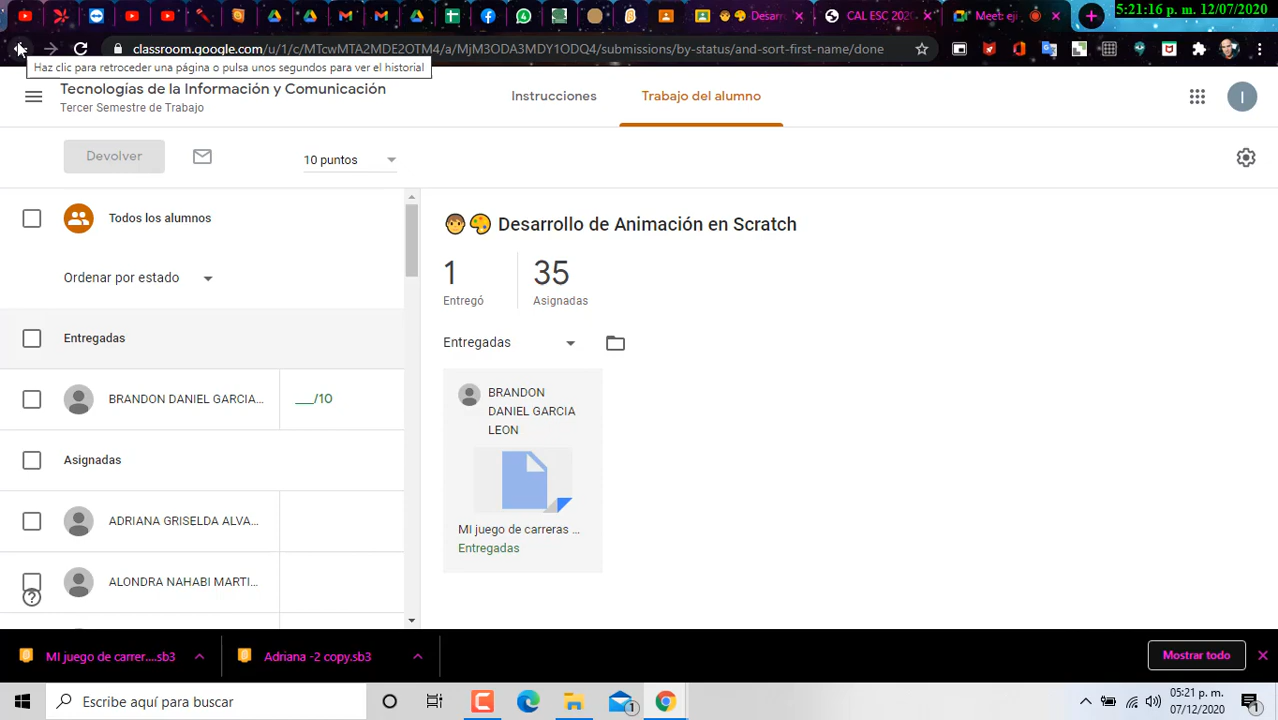 Desarr
CAL ESC 2020
Meet: eji
5:21:16 p. m. 12/07/2020
classroom.google.com/u/1/c/MTcwMTA2MDE2OTM4/a/MjM3ODA3MDY1ODQ4/submissions/by-status/and-sort-first-name/done
Haz clic para retroceder una página o pulsa unos segundos para ver el historial
Tecnologías de la Información y Comunicación
Tercer Semestre de Trabajo
Instrucciones
Trabajo del alumno
I
Devolver
10 puntos
Todos los alumnos
Ordenar por estado
Entregadas
BRANDON DANIEL GARCIA...
___/10
Asignadas
ADRIANA GRISELDA ALVA...
ALONDRA NAHABI MARTI...
Desarrollo de Animación en Scratch
1
Entregó
35
Asignadas
Entregadas
BRANDON
DANIEL GARCIA
LEON
MI juego de carreras ...
Entregadas
MI juego de carrer....sb3
Adriana -2 copy.sb3
Mostrar todo
Escribe aquí para buscar
1
05:21 p. m.
07/12/2020
1